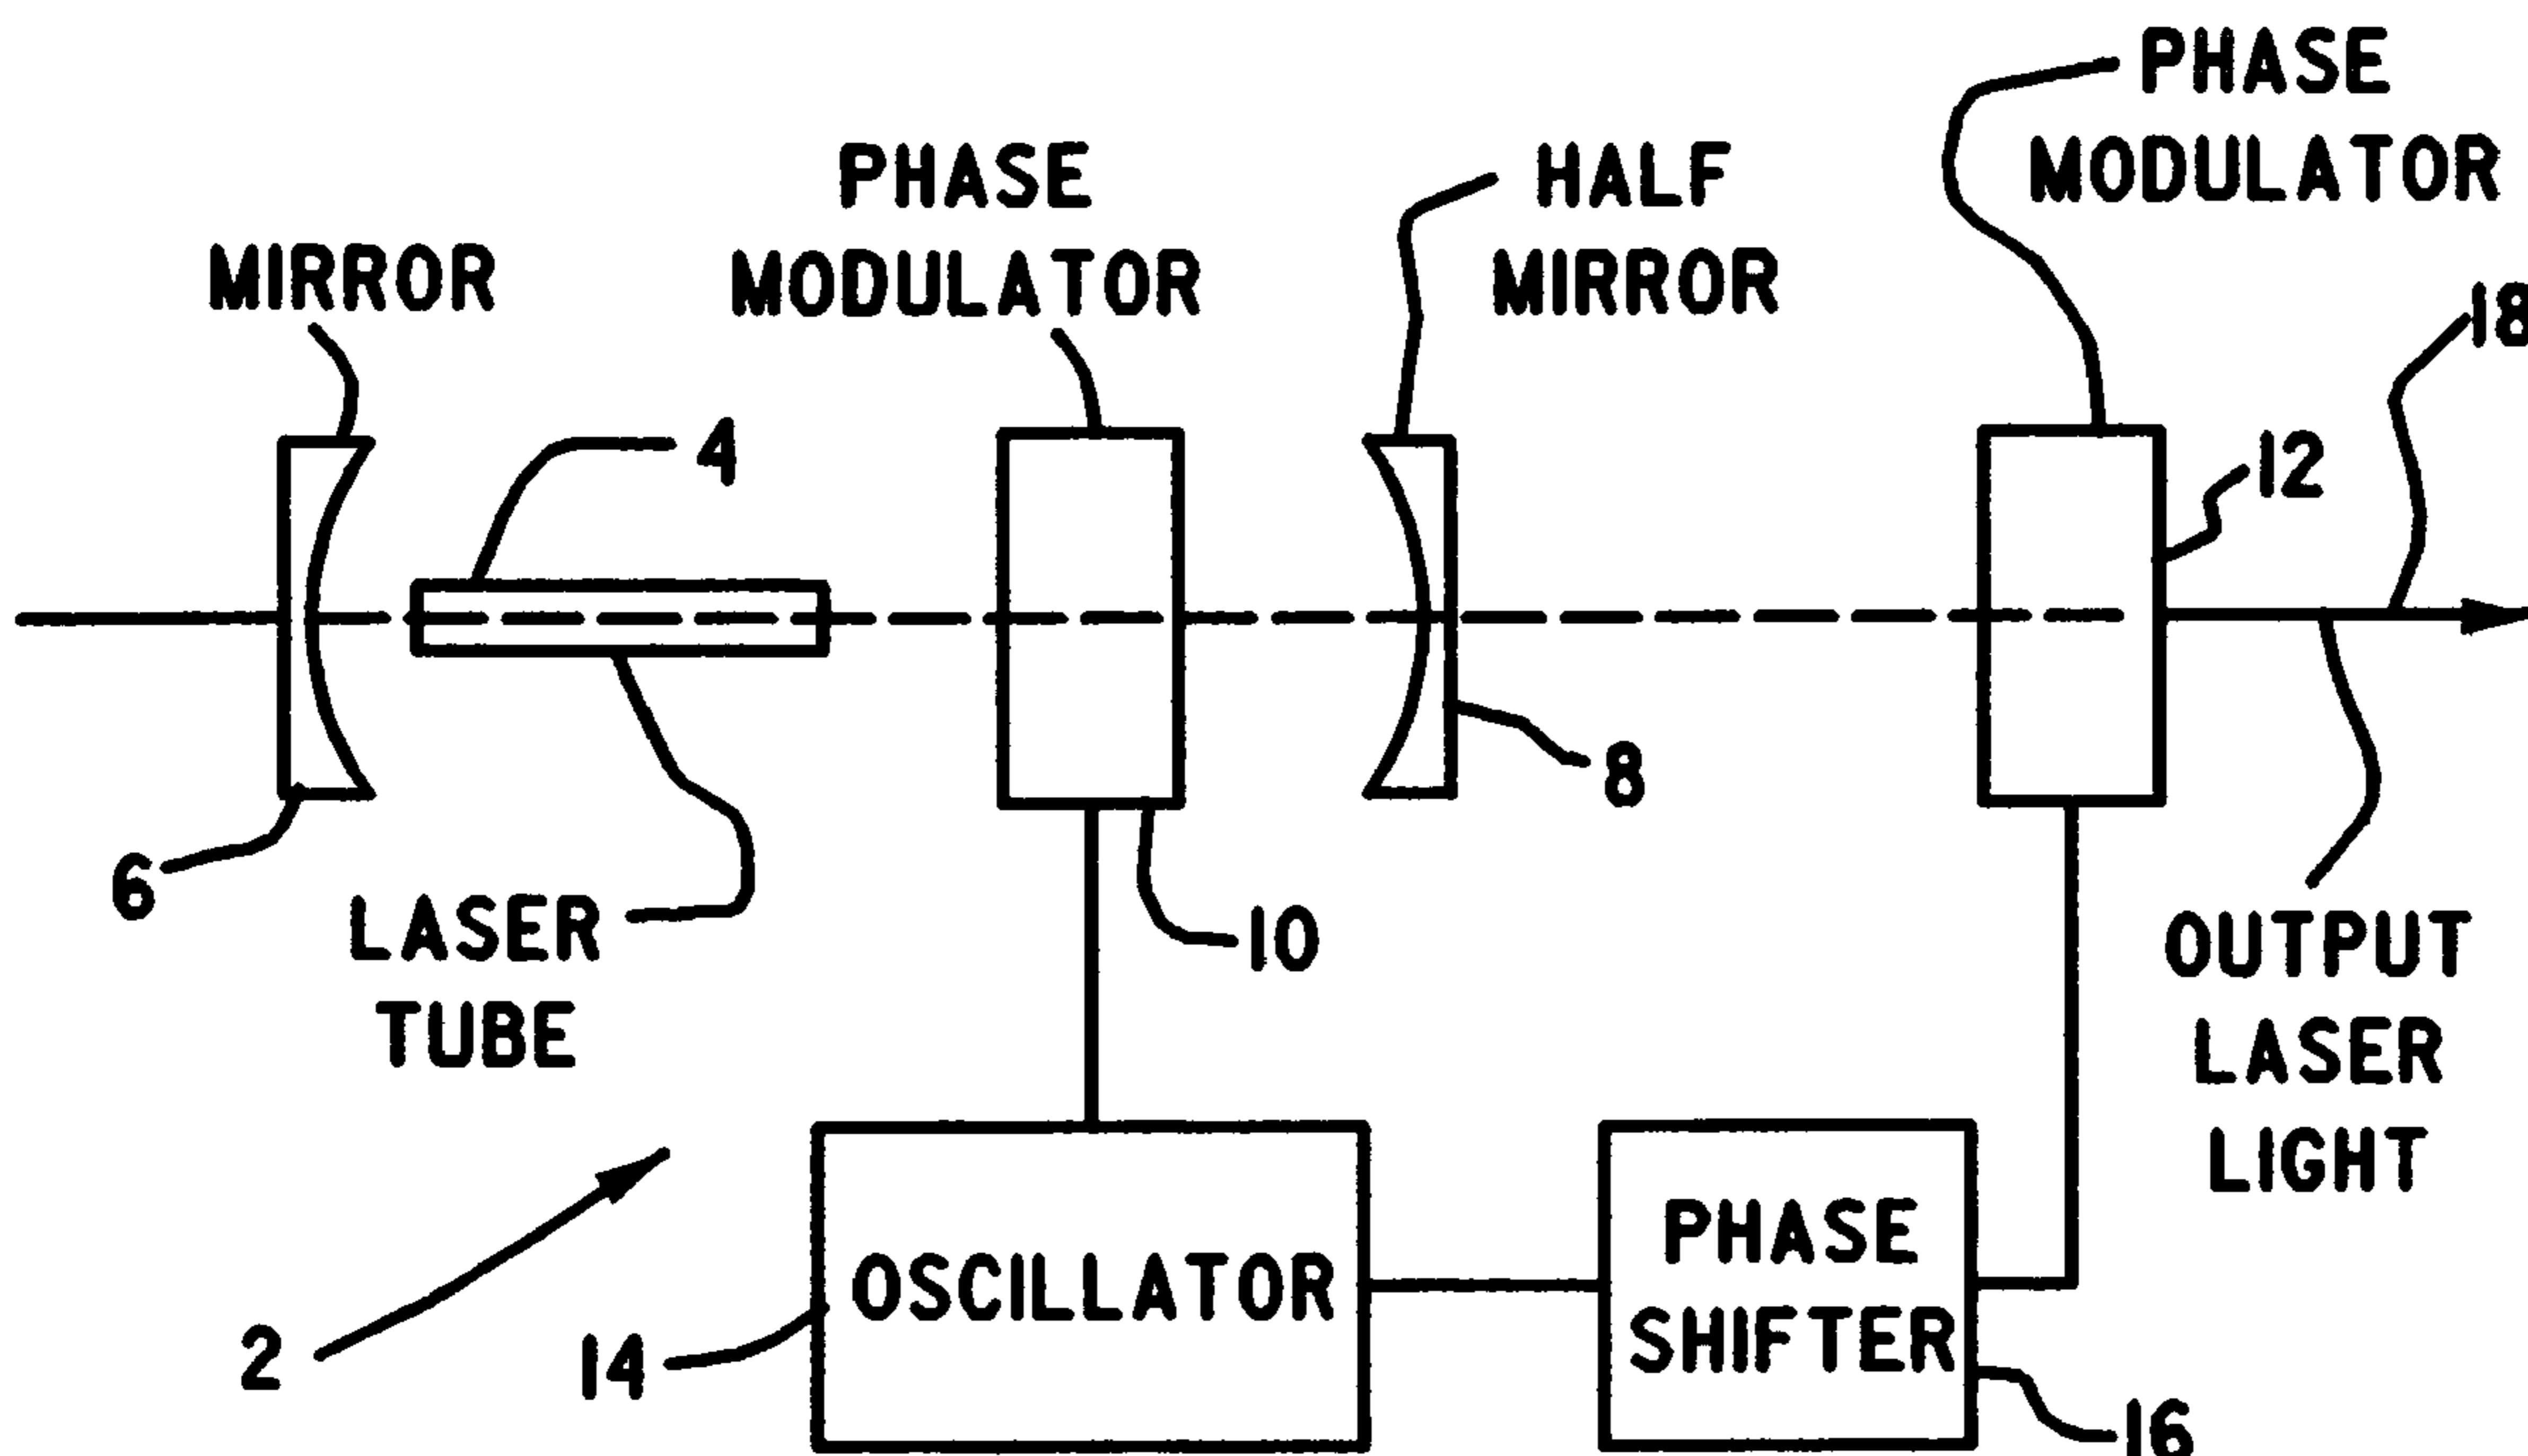 PHASE
MODULATOR
PHASE
MODULATOR
HALF
MIRROR
MIRROR
18
4
12
8
6
LASER
TUBE
10
OUTPUT
LASER
LIGHT
2
14
OSCILLATOR
PHASE
SHIFTER
16